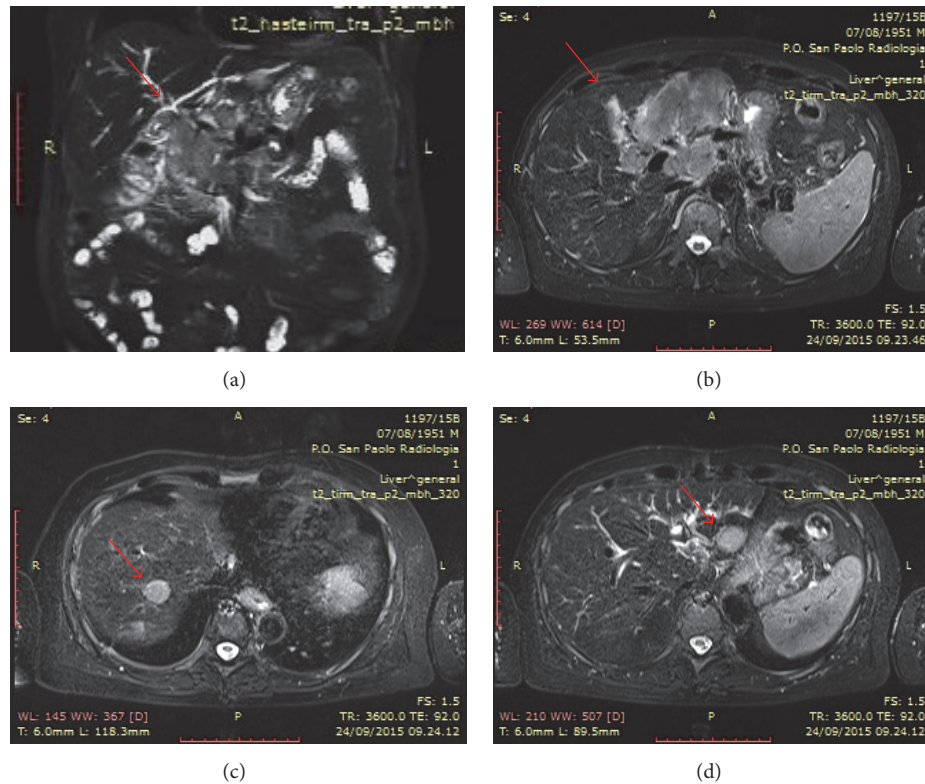 Liver^general
t2_hasteirm_tra_p2_mbh
R
L
(a)
Se: 4
A
1197/15B
07/08/1951 M
P.O. San Paolo Radiologia
1
Liver^general
t2_tirm_tra_p2_mbh_320
R
L
FS: 1.5
WL: 269 WW: 614 [D]
P
TR: 3600.0 TE: 92.0
T: 6.0mm L: 53.5mm
24/09/2015 09.23.46
(b)
Se: 4
A
1197/15B
07/08/1951 M
P.O. San Paolo Radiologia
1
Liver^general
t2_tirm_tra_p2_mbh_320
R
L
FS: 1.5
WL: 145 WW: 367 [D]
P
TR: 3600.0 TE: 92.0
T: 6.0mm L: 118.3mm
24/09/2015 09.24.12
(c)
Se: 4
A
1197/15B
07/08/1951 M
P.O. San Paolo Radiologia
1
Liver^general
t2_tirm_tra_p2_mbh_320
R
L
FS: 1.5
WL: 210 WW: 507 [D]
P
TR: 3600.0 TE: 92.0
T: 6.0mm L: 89.5mm
24/09/2015 09.24.12
(d)